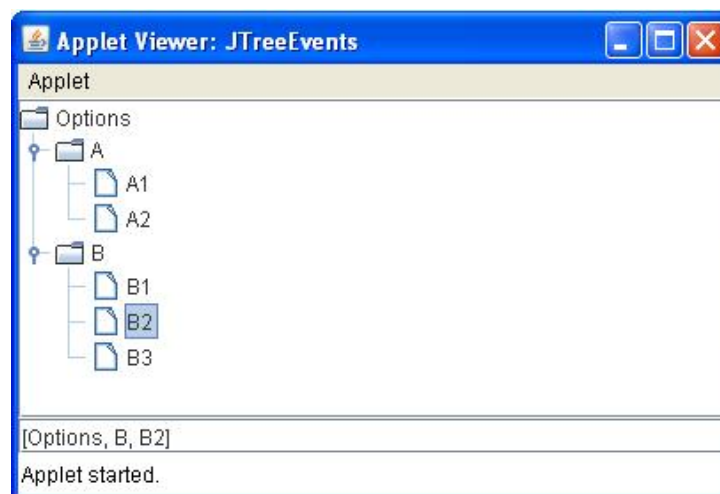 Applet Viewer: JTreeEvents
Applet
Options
A
A1
A2
B
B1
B2
B3
[Options, B, B2]
Applet started.